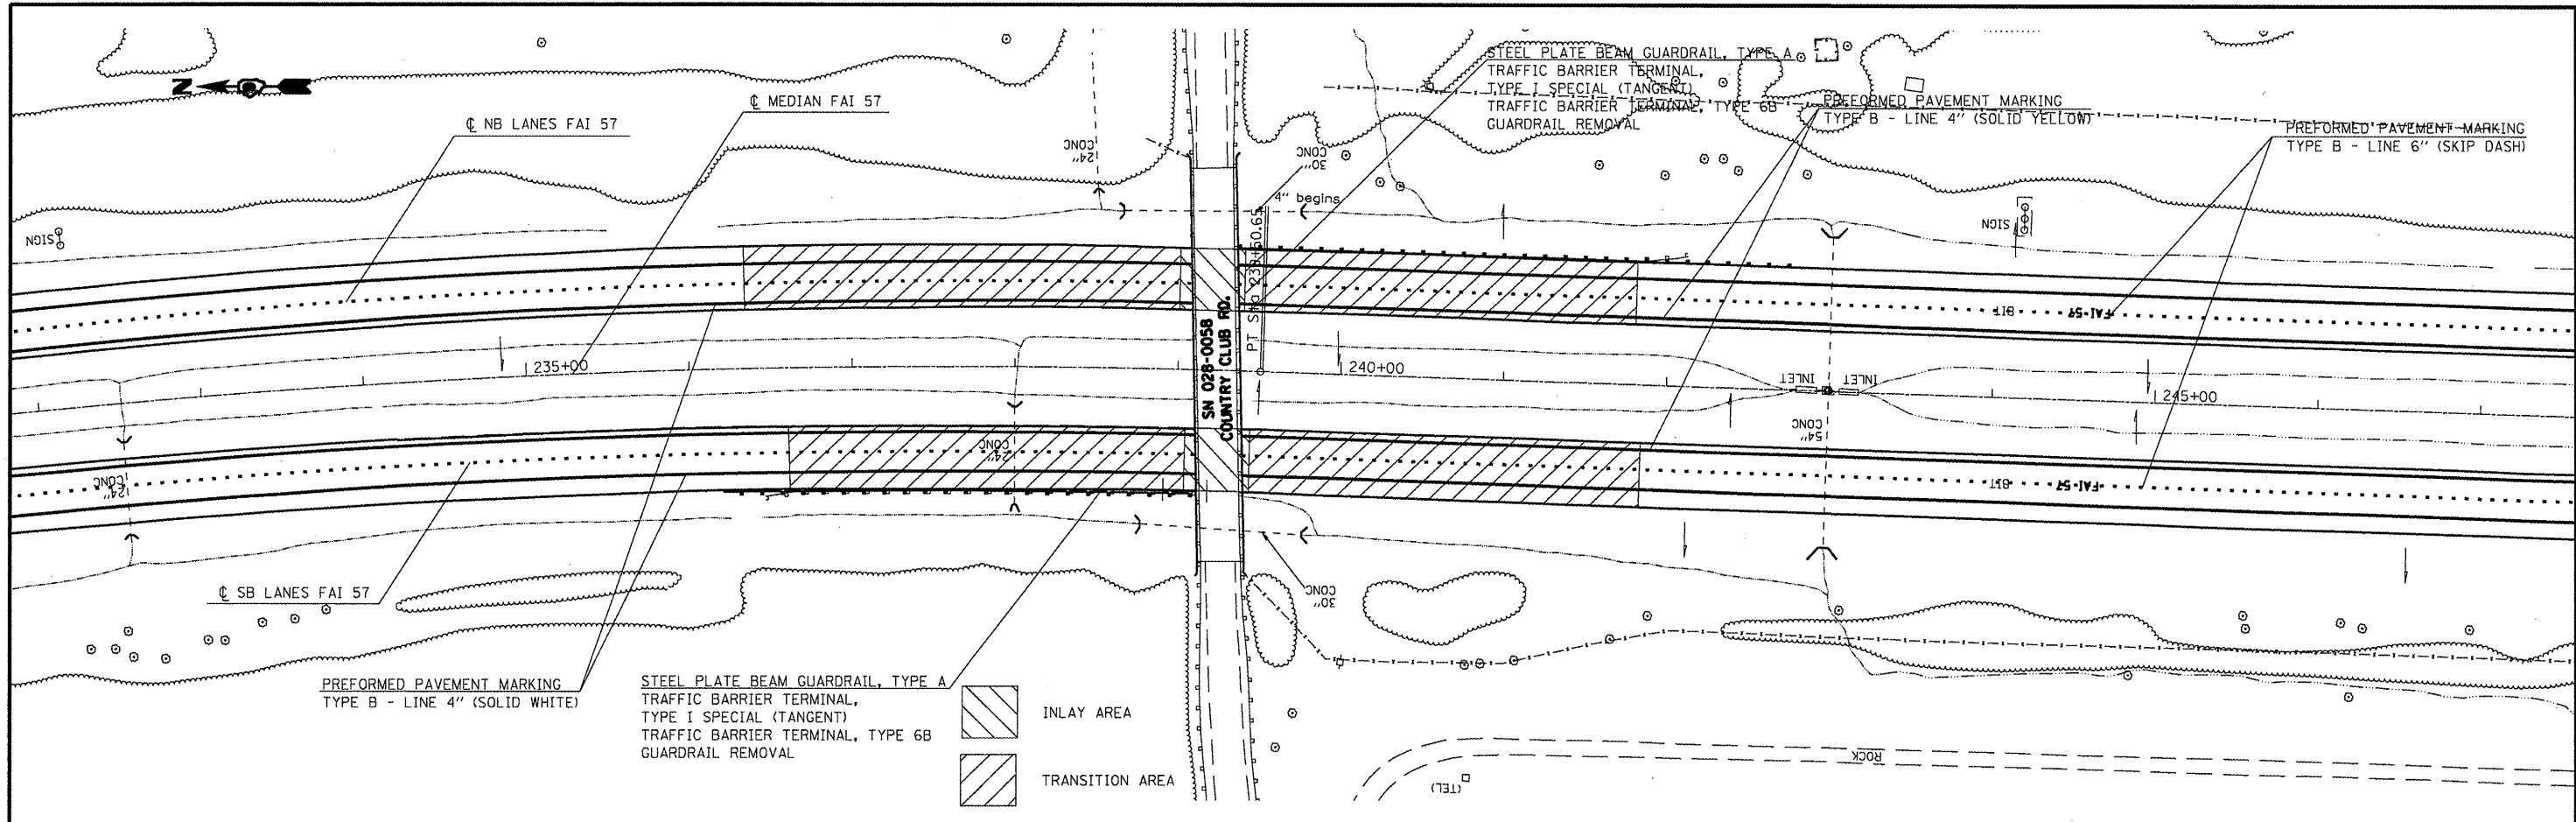 STEEL PLATE BEAM GUARDRAIL, TYPE A
TRAFFIC BARRIER TERMINAL,
TYPE I SPECIAL (TANGENT)
TRAFFIC BARRIER TERMINAL, TYPE 6B
GUARDRAIL REMOVAL
N
℄ MEDIAN FAI 57
℄ NB LANES FAI 57
PREFORMED PAVEMENT MARKING
TYPE B - LINE 4" (SOLID YELLOW)
PREFORMED PAVEMENT MARKING
TYPE B - LINE 6" (SKIP DASH)
24"
CONC
30"
CONC
4" begins
SIGN
SIGN
PT Sta 239+50.65
BIT
FAI-57
235+00
240+00
245+00
SN 028-0058
COUNTRY CLUB RD.
INLET
INLET
54"
CONC
24"
CONC
24"
CONC
BIT
FAI-57
℄ SB LANES FAI 57
30"
CONC
PREFORMED PAVEMENT MARKING
TYPE B - LINE 4" (SOLID WHITE)
STEEL PLATE BEAM GUARDRAIL, TYPE A
TRAFFIC BARRIER TERMINAL,
TYPE I SPECIAL (TANGENT)
TRAFFIC BARRIER TERMINAL, TYPE 6B
GUARDRAIL REMOVAL
INLAY AREA
TRANSITION AREA
ROCK
(TEL)